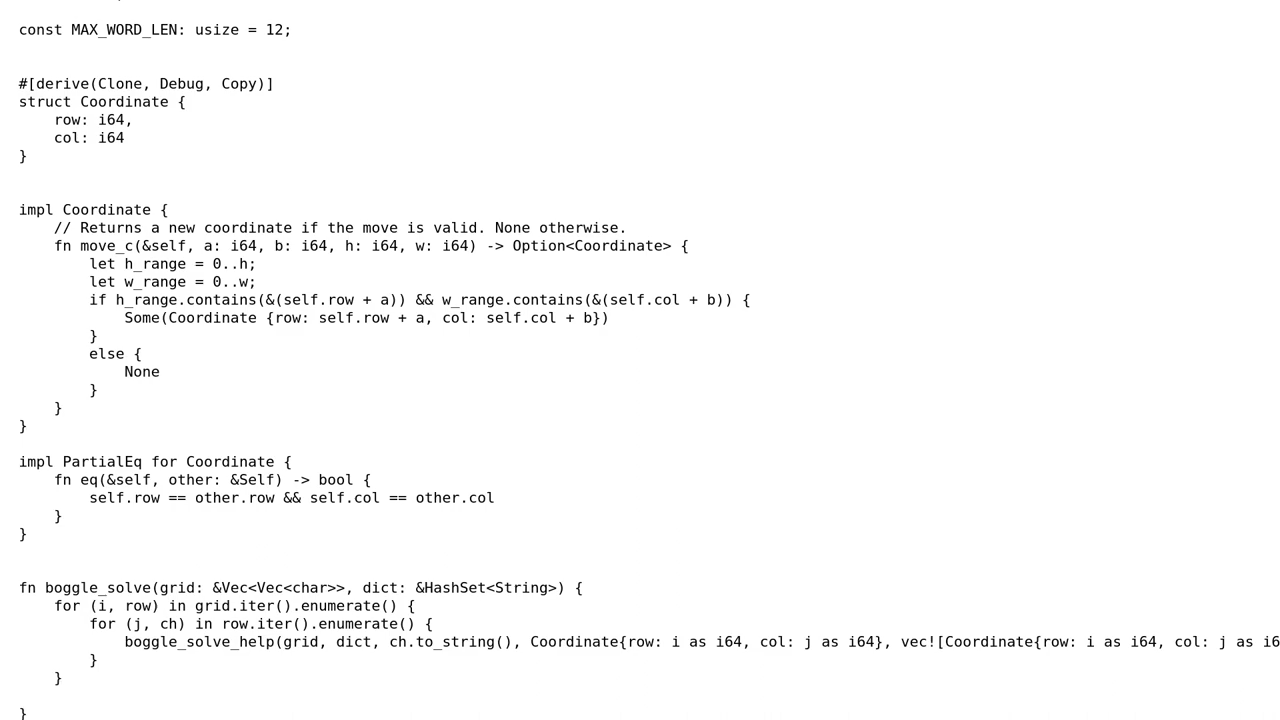 const MAX_WORD_LEN: usize = 12;
#[derive(Clone, Debug, Copy)]
struct Coordinate {
    row: i64,
    col: i64
}
impl Coordinate {
    // Returns a new coordinate if the move is valid. None otherwise.
    fn move_c(&self, a: i64, b: i64, h: i64, w: i64) -> Option<Coordinate> {
        let h_range = 0..h;
        let w_range = 0..w;
        if h_range.contains(&(self.row + a)) && w_range.contains(&(self.col + b)) {
            Some(Coordinate {row: self.row + a, col: self.col + b})
        }
        else {
            None
        }
    }
}
impl PartialEq for Coordinate {
    fn eq(&self, other: &Self) -> bool {
        self.row == other.row && self.col == other.col
    }
}
fn boggle_solve(grid: &Vec<Vec<char>>, dict: &HashSet<String>) {
    for (i, row) in grid.iter().enumerate() {
        for (j, ch) in row.iter().enumerate() {
            boggle_solve_help(grid, dict, ch.to_string(), Coordinate{row: i as i64, col: j as i64}, vec![Coordinate{row: i as i64, col: j as i6
        }
    }
}